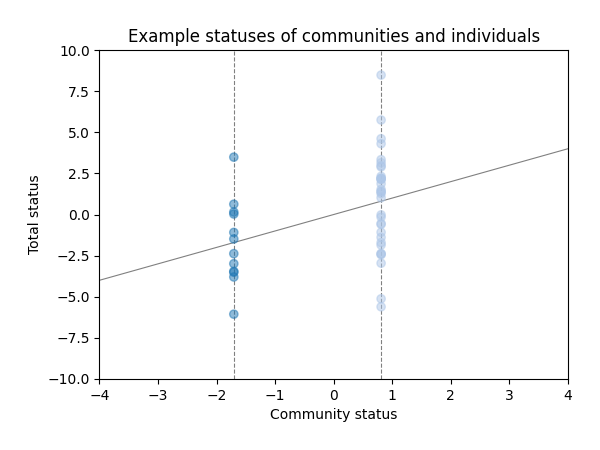 Example statuses of communities and individuals
10.0
7.5
5.0
2.5
0.0
−2.5
−5.0
−7.5
−10.0
Total status
−4 −3 −2 −1 0 1 2 3 4
Community status